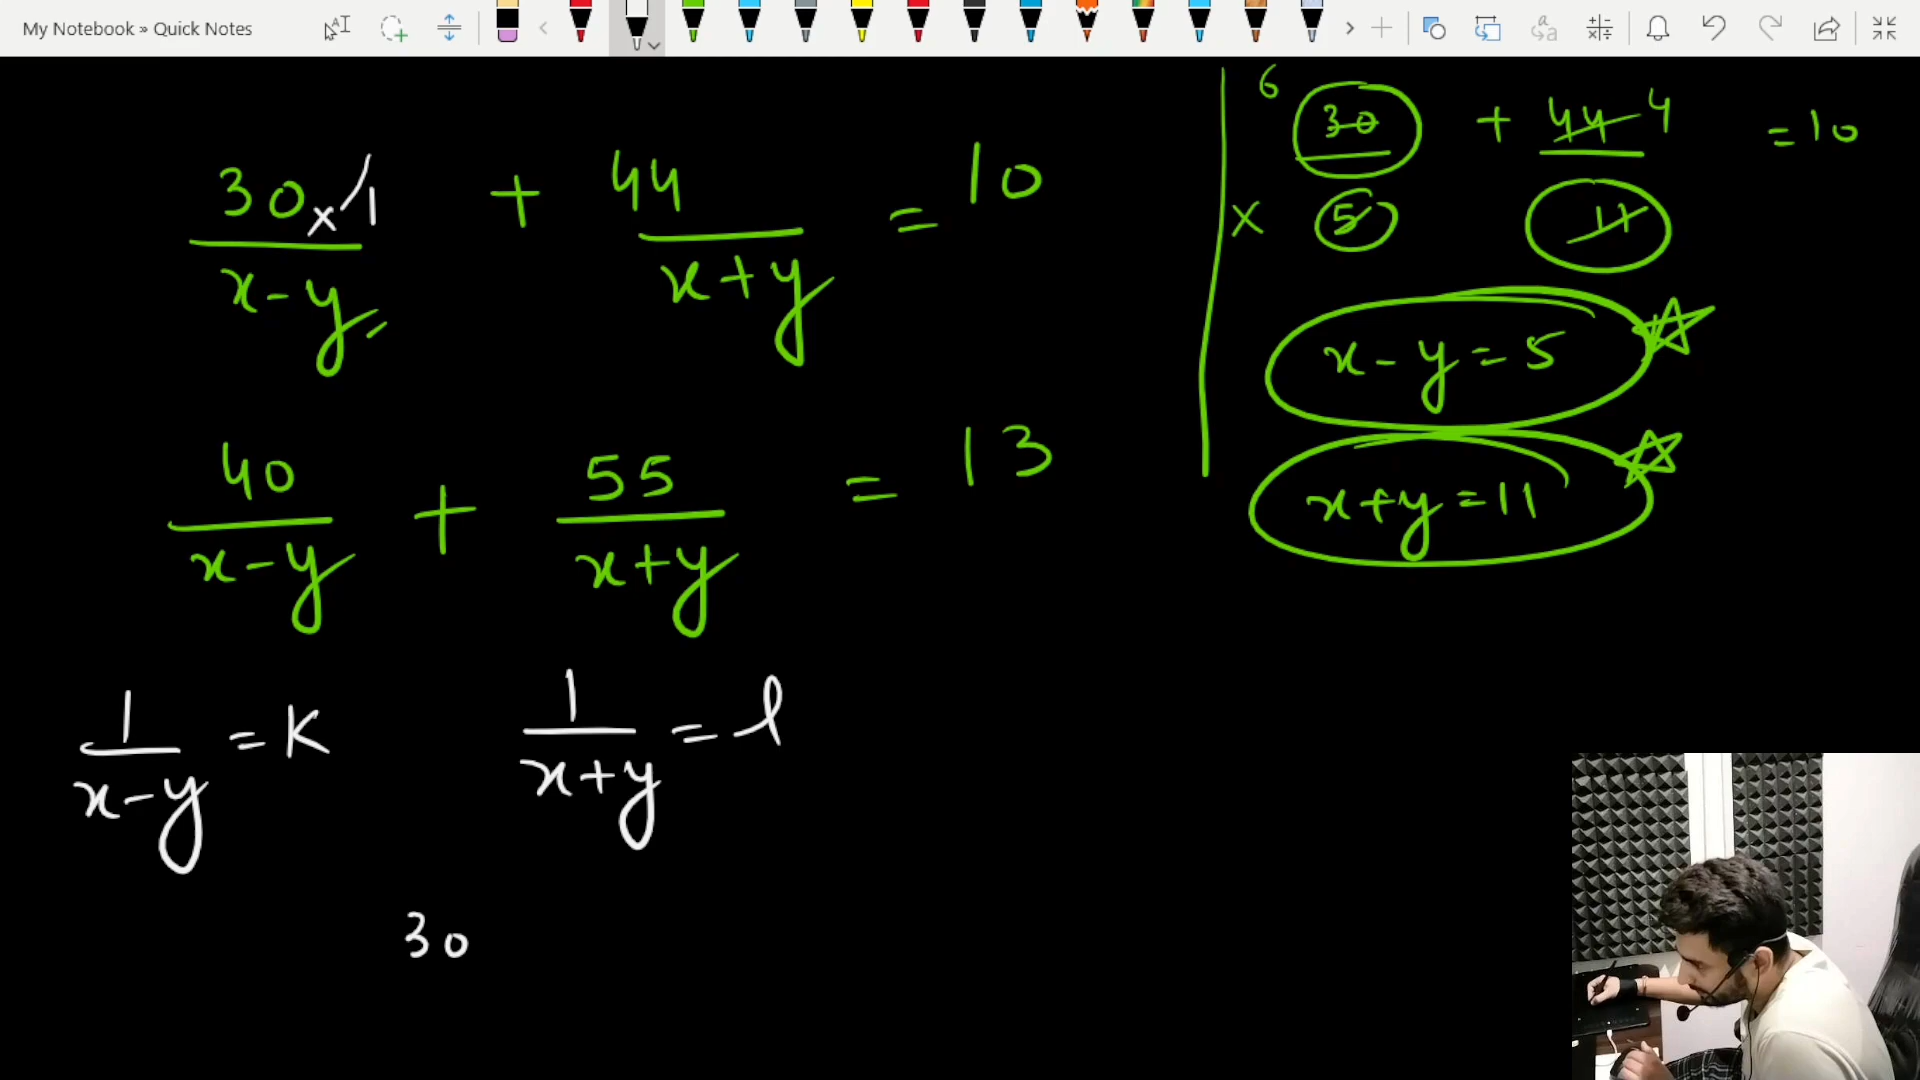 My Notebook » Quick Notes
30 x 1 / x - y + 44 / x + y = 10
40 / x - y + 55 / x + y = 13
1 / x - y = K
1 / x + y = l
30
6 30 / 5 + 44 4 / 11 = 10
x
x - y = 5
x + y = 11